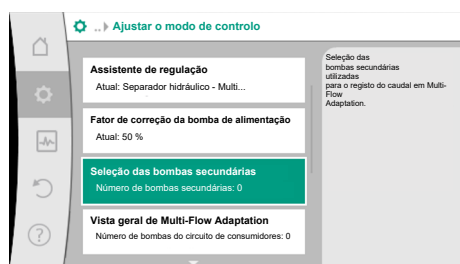 ..▸ Ajustar o modo de controlo
Assistente de regulação
Atual: Separador hidráulico - Multi...
Fator de correção da bomba de alimentação
Atual: 50 %
Seleção das bombas secundárias
Número de bombas secundárias: 0
Vista geral de Multi-Flow Adaptation
Número de bombas do circuito de consumidores: 0
Seleção das
bombas secundárias
utilizadas
para o registo do caudal em Multi-
Flow
Adaptation.